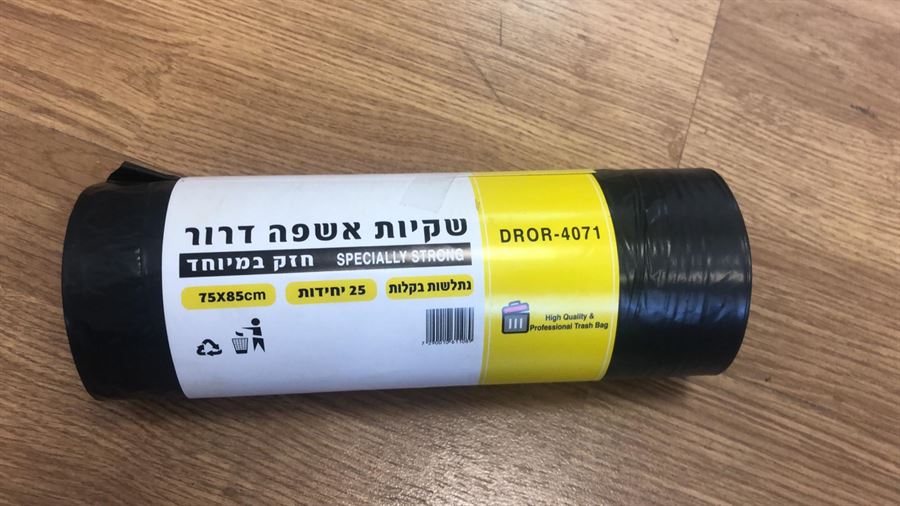 שקיות אשפה דרור
חזק במיוחד SPECIALLY STRONG
נתלשות בקלות
25 יחידות
75X85cm
DROR-4071
High Quality &
Professional Trash Bag